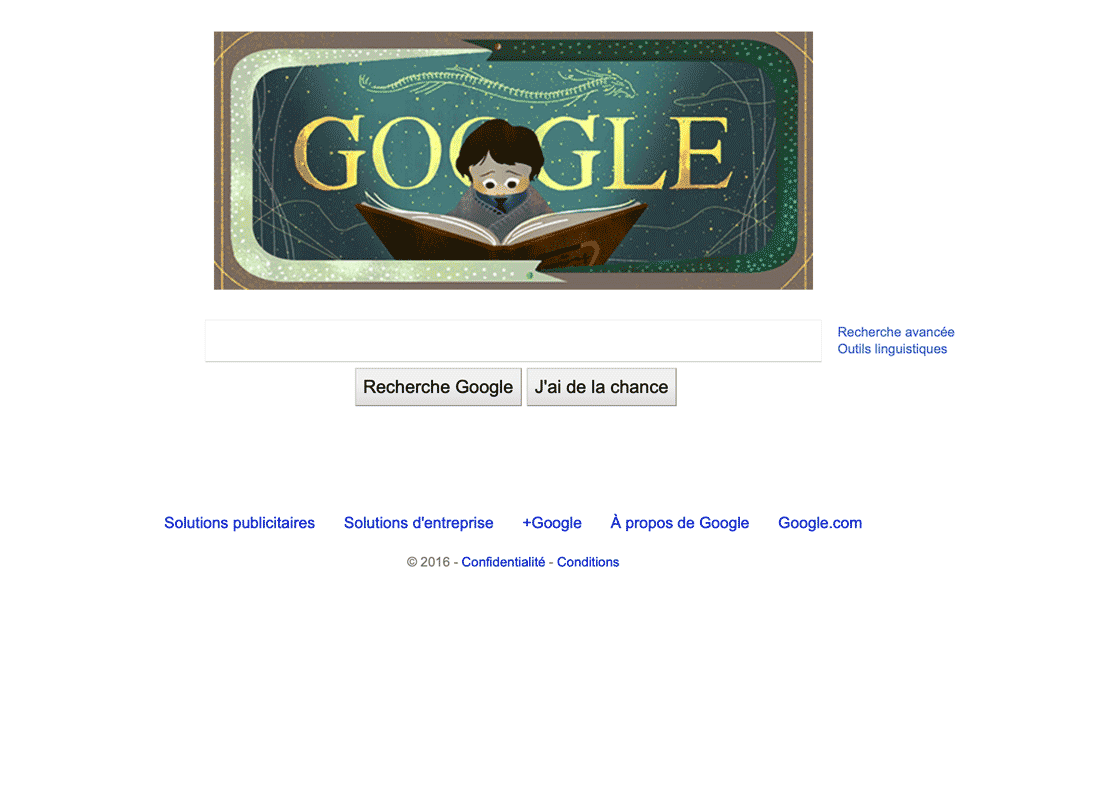 GOOGLE
Recherche avancée
Outils linguistiques
Recherche Google J'ai de la chance
Solutions publicitaires Solutions d'entreprise +Google À propos de Google Google.com
© 2016 - Confidentialité - Conditions